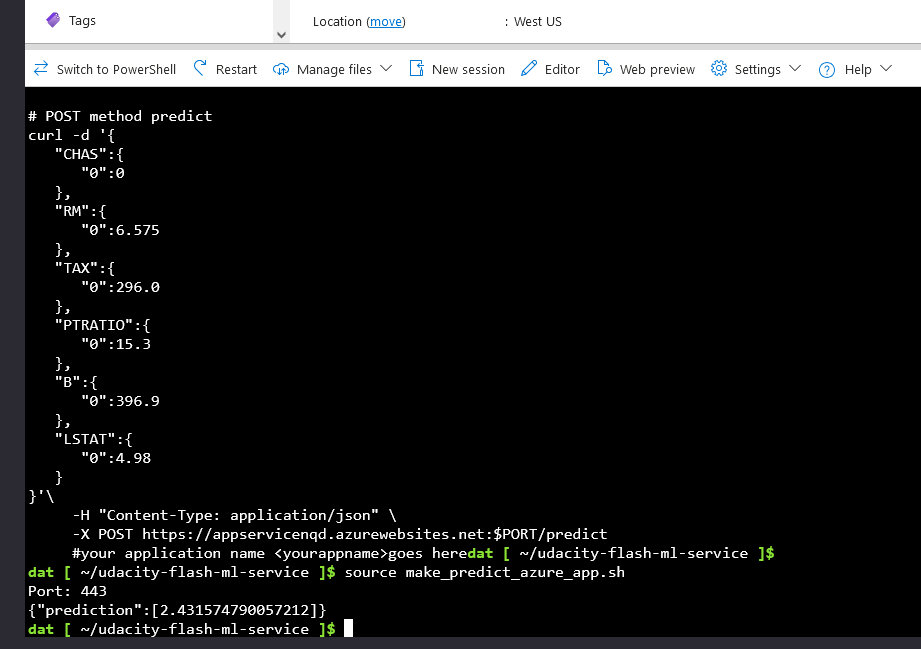 Tags
Location (move) : West US
Switch to PowerShell Restart Manage files New session Editor Web preview Settings Help
# POST method predict
curl -d '{
   "CHAS":{
      "0":0
   },
   "RM":{
      "0":6.575
   },
   "TAX":{
      "0":296.0
   },
   "PTRATIO":{
      "0":15.3
   },
   "B":{
      "0":396.9
   },
   "LSTAT":{
      "0":4.98
   }
}'\
     -H "Content-Type: application/json" \
     -X POST https://appservicenqd.azurewebsites.net:$PORT/predict
     #your application name <yourappname>goes heredat [ ~/udacity-flash-ml-service ]$
dat [ ~/udacity-flash-ml-service ]$ source make_predict_azure_app.sh
Port: 443
{"prediction":[2.431574790057212]}
dat [ ~/udacity-flash-ml-service ]$